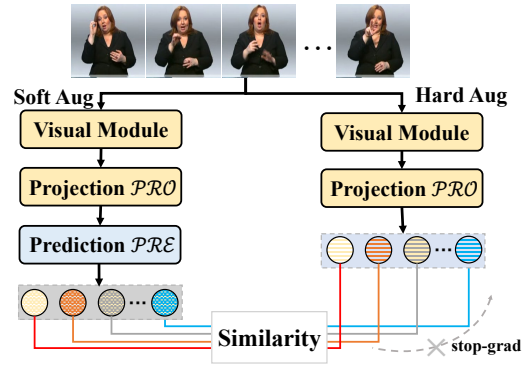 Soft Aug
Hard Aug
Visual Module
Visual Module
Projection 𝒫ℛ𝒪
Projection 𝒫ℛ𝒪
Prediction 𝒫ℛℰ
Similarity
stop-grad